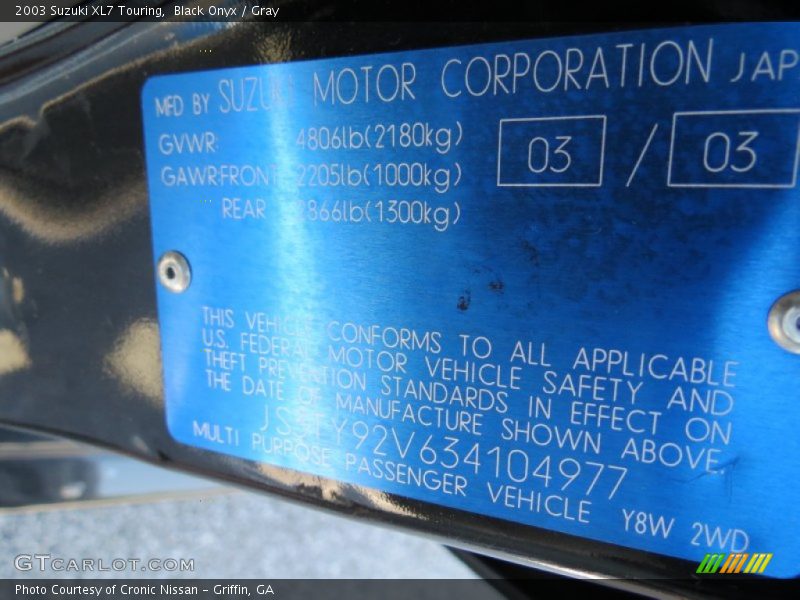 2003 Suzuki XL7 Touring, Black Onyx / Gray
MFD BY SUZUKI MOTOR CORPORATION JAP
GVWR: 4806lb(2180kg)
03 / 03
GAWR:FRONT 2205lb(1000kg)
REAR 2866lb(1300kg)
THIS VEHICLE CONFORMS TO ALL APPLICABLE
U.S. FEDERAL MOTOR VEHICLE SAFETY AND
THEFT PREVENTION STANDARDS IN EFFECT ON
THE DATE OF MANUFACTURE SHOWN ABOVE
Y92V634104977
MULTI PURPOSE PASSENGER VEHICLE Y8W 2WD
GTCARLOT.COM
Photo Courtesy of Cronic Nissan - Griffin, GA